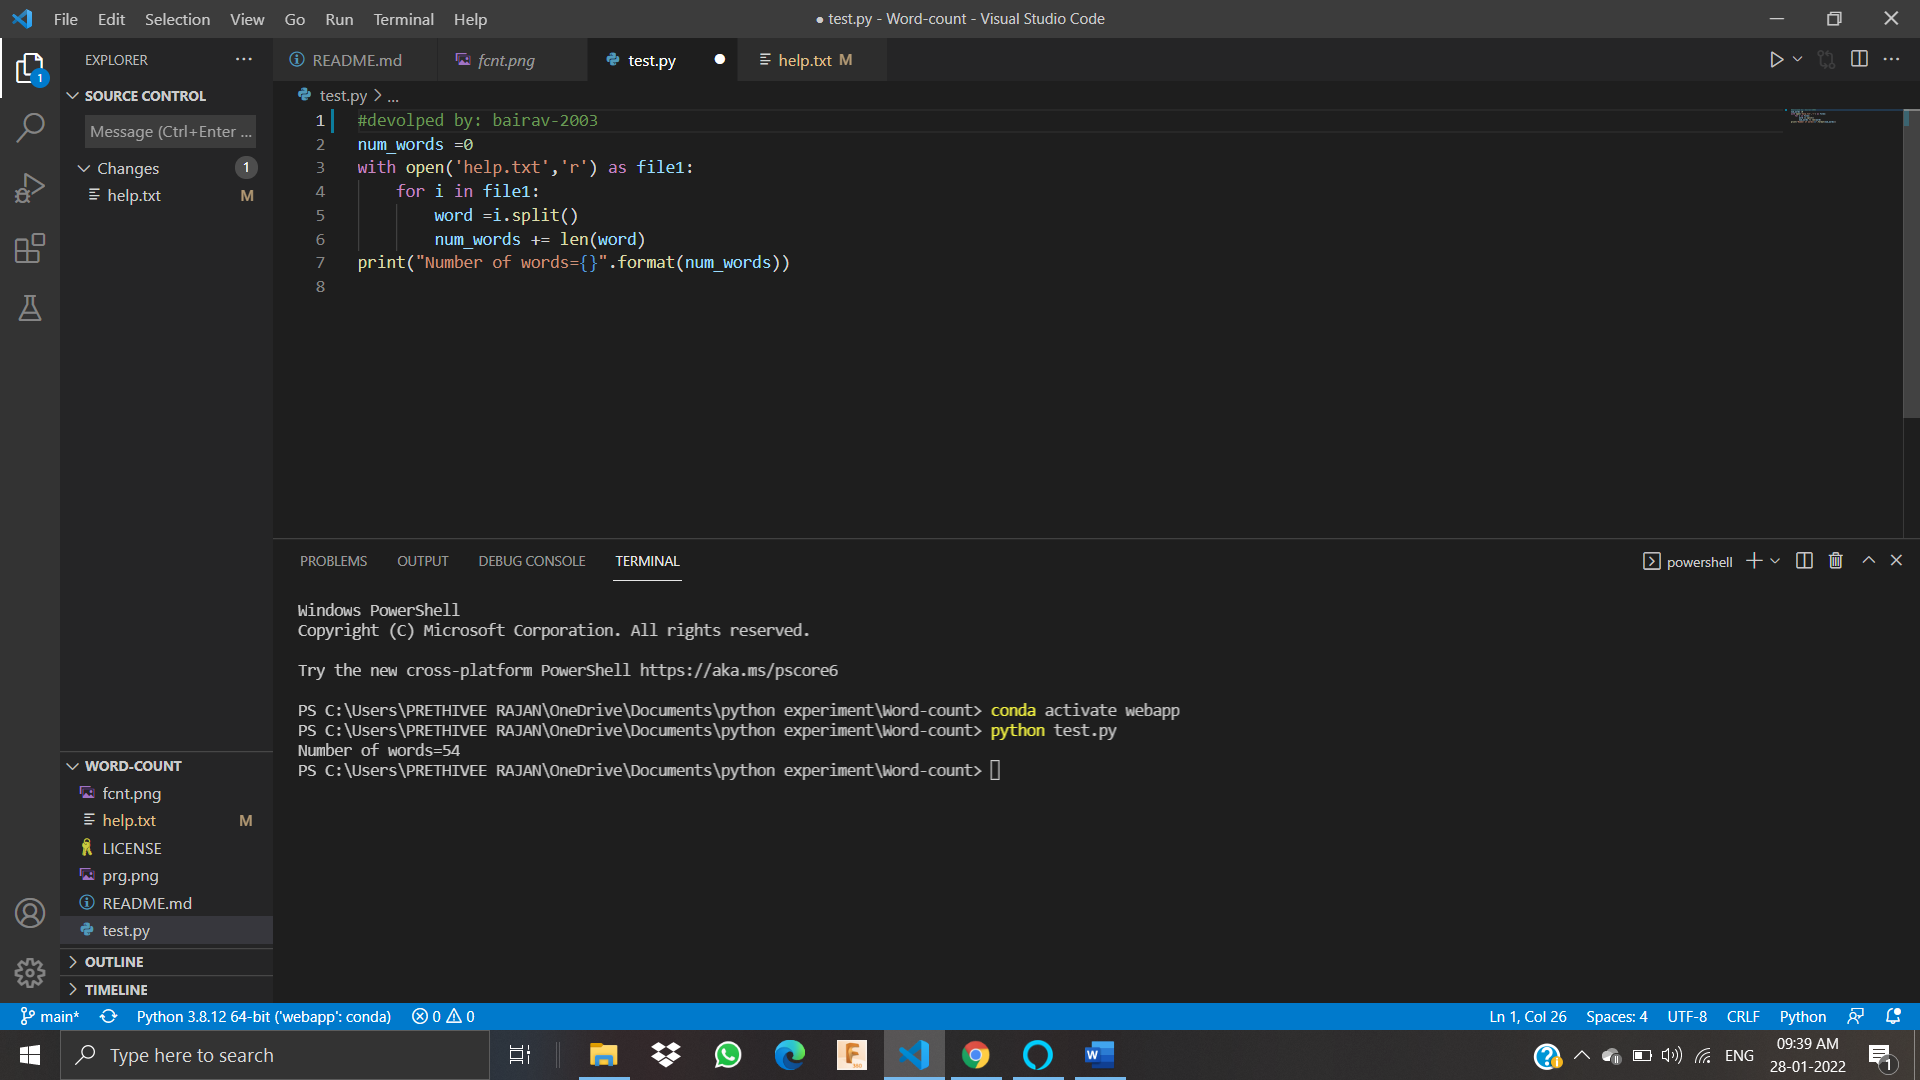 File Edit Selection View Go Run Terminal Help
● test.py - Word-count - Visual Studio Code
EXPLORER
README.md
fcnt.png
test.py
help.txt M
1
SOURCE CONTROL
Message (Ctrl+Enter ...
Changes 1
help.txt M
test.py > ...
1 #devolped by: bairav-2003
2 num_words =0
3 with open('help.txt','r') as file1:
4 for i in file1:
5 word =i.split()
6 num_words += len(word)
7 print("Number of words={}".format(num_words))
8
PROBLEMS OUTPUT DEBUG CONSOLE TERMINAL
powershell
Windows PowerShell
Copyright (C) Microsoft Corporation. All rights reserved.
Try the new cross-platform PowerShell https://aka.ms/pscore6
PS C:\Users\PRETHIVEE RAJAN\OneDrive\Documents\python experiment\Word-count> conda activate webapp
PS C:\Users\PRETHIVEE RAJAN\OneDrive\Documents\python experiment\Word-count> python test.py
Number of words=54
PS C:\Users\PRETHIVEE RAJAN\OneDrive\Documents\python experiment\Word-count>
WORD-COUNT
fcnt.png
help.txt M
LICENSE
prg.png
README.md
test.py
OUTLINE
TIMELINE
main* Python 3.8.12 64-bit ('webapp': conda) 0 0
Ln 1, Col 26 Spaces: 4 UTF-8 CRLF Python
Type here to search
ENG
09:39 AM
28-01-2022
1